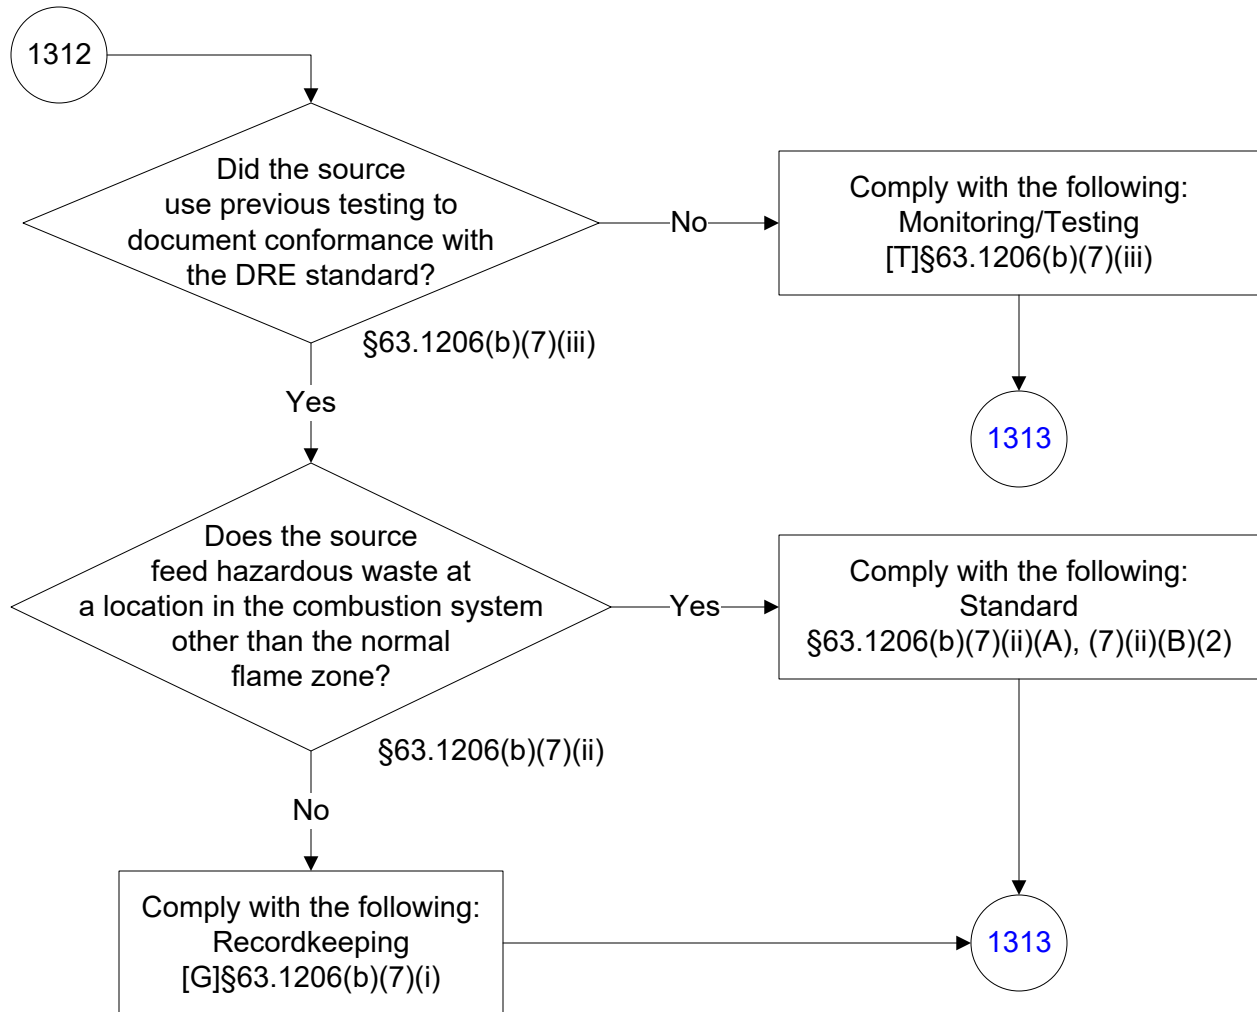 1312
Did the source
use previous testing to
document conformance with
the DRE standard?
§63.1206(b)(7)(iii)
No
Comply with the following:
Monitoring/Testing
[T]§63.1206(b)(7)(iii)
1313
Yes
Does the source
feed hazardous waste at
a location in the combustion system
other than the normal
flame zone?
§63.1206(b)(7)(ii)
Yes
Comply with the following:
Standard
§63.1206(b)(7)(ii)(A), (7)(ii)(B)(2)
No
Comply with the following:
Recordkeeping
[G]§63.1206(b)(7)(i)
1313